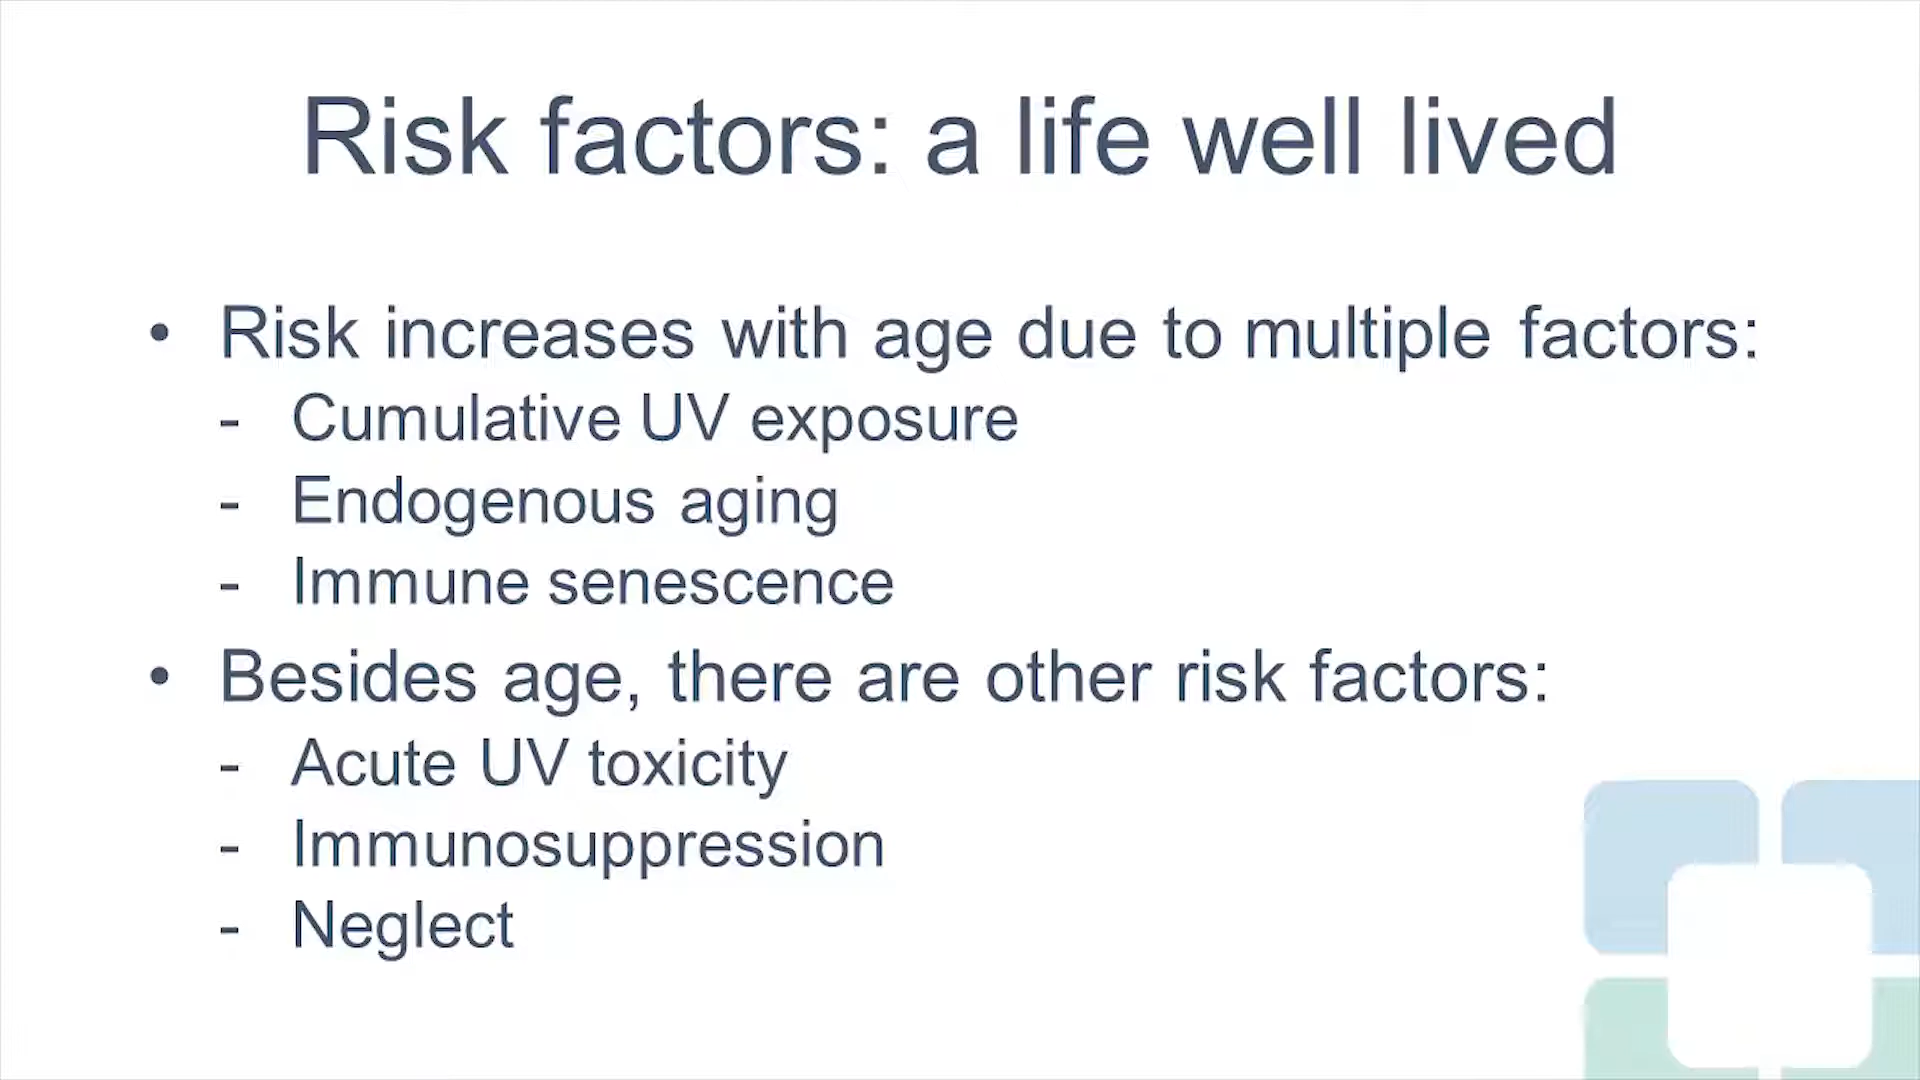 Risk factors: a life well lived
• Risk increases with age due to multiple factors:
- Cumulative UV exposure
- Endogenous aging
- Immune senescence
• Besides age, there are other risk factors:
- Acute UV toxicity
- Immunosuppression
- Neglect